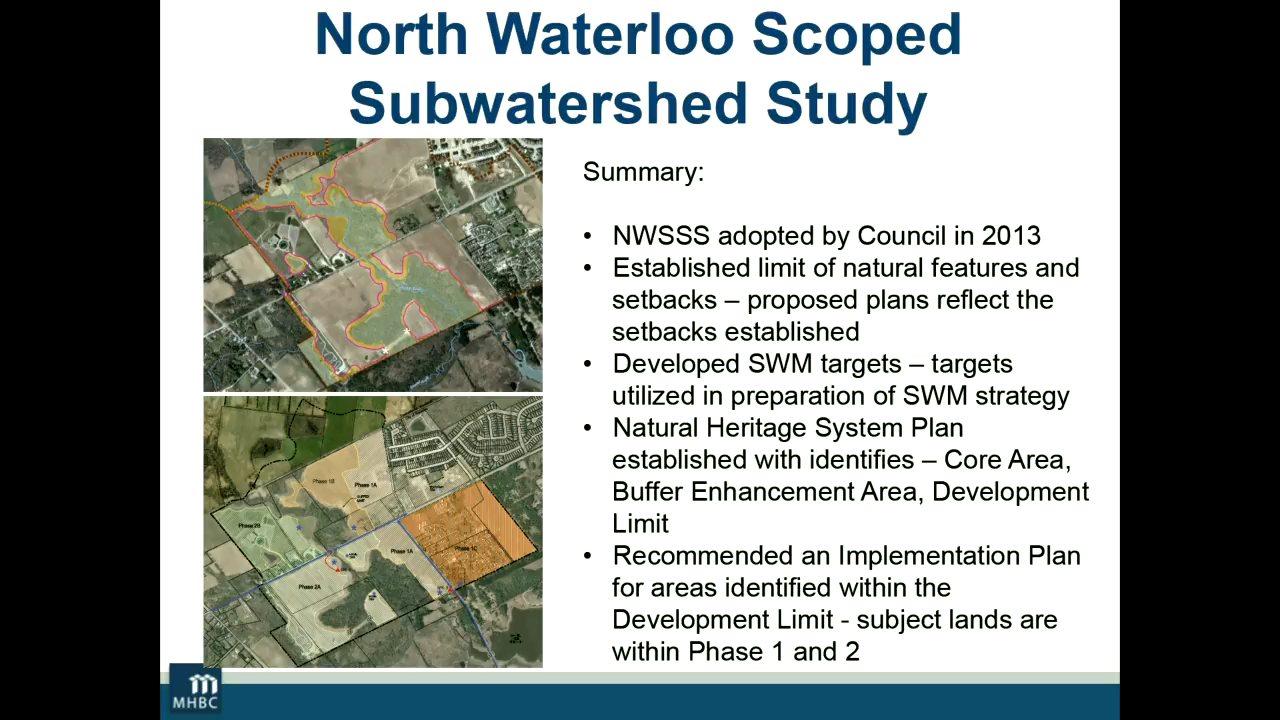 North Waterloo Scoped
Subwatershed Study
Summary:
• NWSSS adopted by Council in 2013
• Established limit of natural features and
setbacks – proposed plans reflect the
setbacks established
• Developed SWM targets – targets
utilized in preparation of SWM strategy
• Natural Heritage System Plan
established with identifies – Core Area,
Buffer Enhancement Area, Development
Limit
• Recommended an Implementation Plan
for areas identified within the
Development Limit - subject lands are
within Phase 1 and 2
Phase 1B
Phase 1A
Phase 2B
Phase 1A
Phase 1C
Phase 2A
MHBC